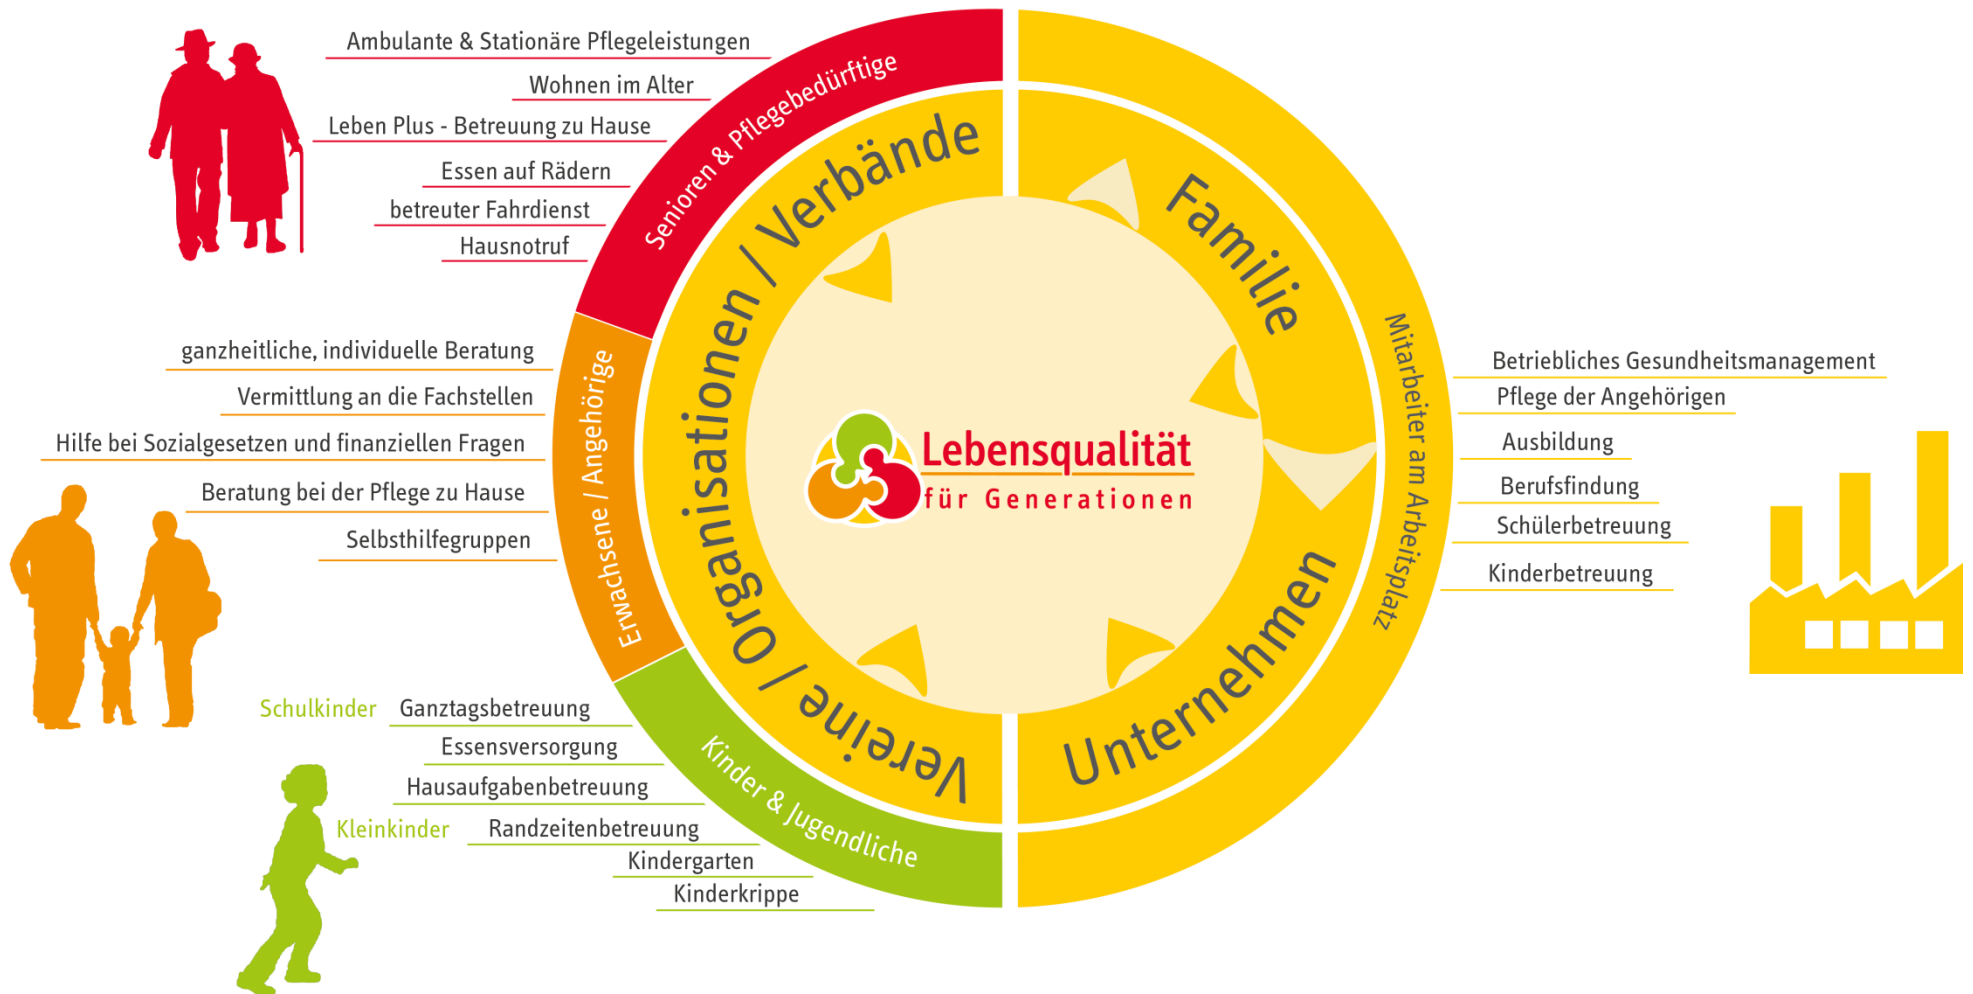 Ambulante & Stationäre Pflegeleistungen
Wohnen im Alter
Leben Plus - Betreuung zu Hause
Essen auf Rädern
betreuter Fahrdienst
Hausnotruf
Senioren & Pflegebedürftige
ganzheitliche, individuelle Beratung
Vermittlung an die Fachstellen
Hilfe bei Sozialgesetzen und finanziellen Fragen
Beratung bei der Pflege zu Hause
Selbsthilfegruppen
Erwachsene / Angehörige
Schulkinder Ganztagsbetreuung
Essensversorgung
Hausaufgabenbetreuung
Kleinkinder Randzeitenbetreuung
Kindergarten
Kinderkrippe
Kinder & Jugendliche
Vereine / Organisationen / Verbände
Familie
Unternehmen
Lebensqualität
für Generationen
Mitarbeiter am Arbeitsplatz
Betriebliches Gesundheitsmanagement
Pflege der Angehörigen
Ausbildung
Berufsfindung
Schülerbetreuung
Kinderbetreuung